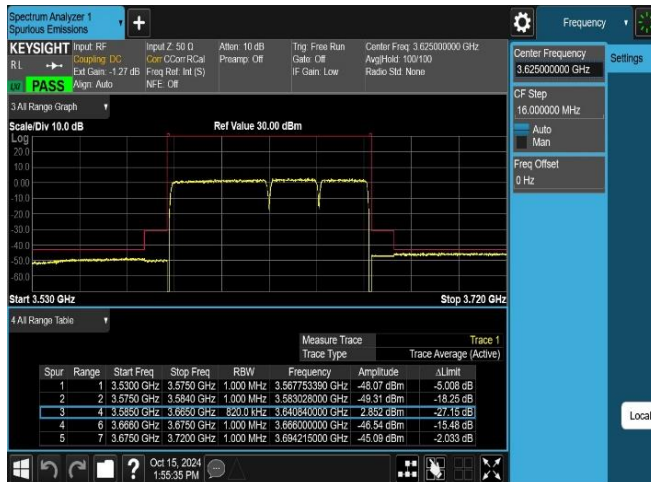 Spectrum Analyzer 1
Spurious Emissions
Frequency
KEYSIGHT
RL
Input: RF
Coupling: DC
Ext Gain: -1.27 dB
Align: Auto
Input Z: 50 Ω
Corr CCorr RCal
Freq Ref: Int (S)
NFE: Off
Atten: 10 dB
Preamp: Off
Trig: Free Run
Gate: Off
IF Gain: Low
Center Freq: 3.625000000 GHz
Avg|Hold: 100/100
Radio Std: None
PASS
Center Frequency
3.625000000 GHz
Settings
CF Step
16.000000 MHz
Auto
Man
Freq Offset
0 Hz
3 All Range Graph
Scale/Div 10.0 dB
Ref Value 30.00 dBm
Log
20.0
10.0
0.00
-10.0
-20.0
-30.0
-40.0
-50.0
-60.0
Start 3.530 GHz
Stop 3.720 GHz
4 All Range Table
Measure Trace Trace 1
Trace Type Trace Average (Active)
Spur Range Start Freq Stop Freq RBW Frequency Amplitude ΔLimit
1 1 3.5300 GHz 3.5750 GHz 1.000 MHz 3.567753390 GHz -48.07 dBm -5.008 dB
2 2 3.5750 GHz 3.5840 GHz 1.000 MHz 3.583028000 GHz -49.31 dBm -18.25 dB
3 4 3.5850 GHz 3.6650 GHz 820.0 kHz 3.640840000 GHz 2.852 dBm -27.15 dB
4 6 3.6660 GHz 3.6750 GHz 1.000 MHz 3.666000000 GHz -46.54 dBm -15.48 dB
5 7 3.6750 GHz 3.7200 GHz 1.000 MHz 3.694215000 GHz -45.09 dBm -2.033 dB
Local
Oct 15, 2024
1:55:35 PM